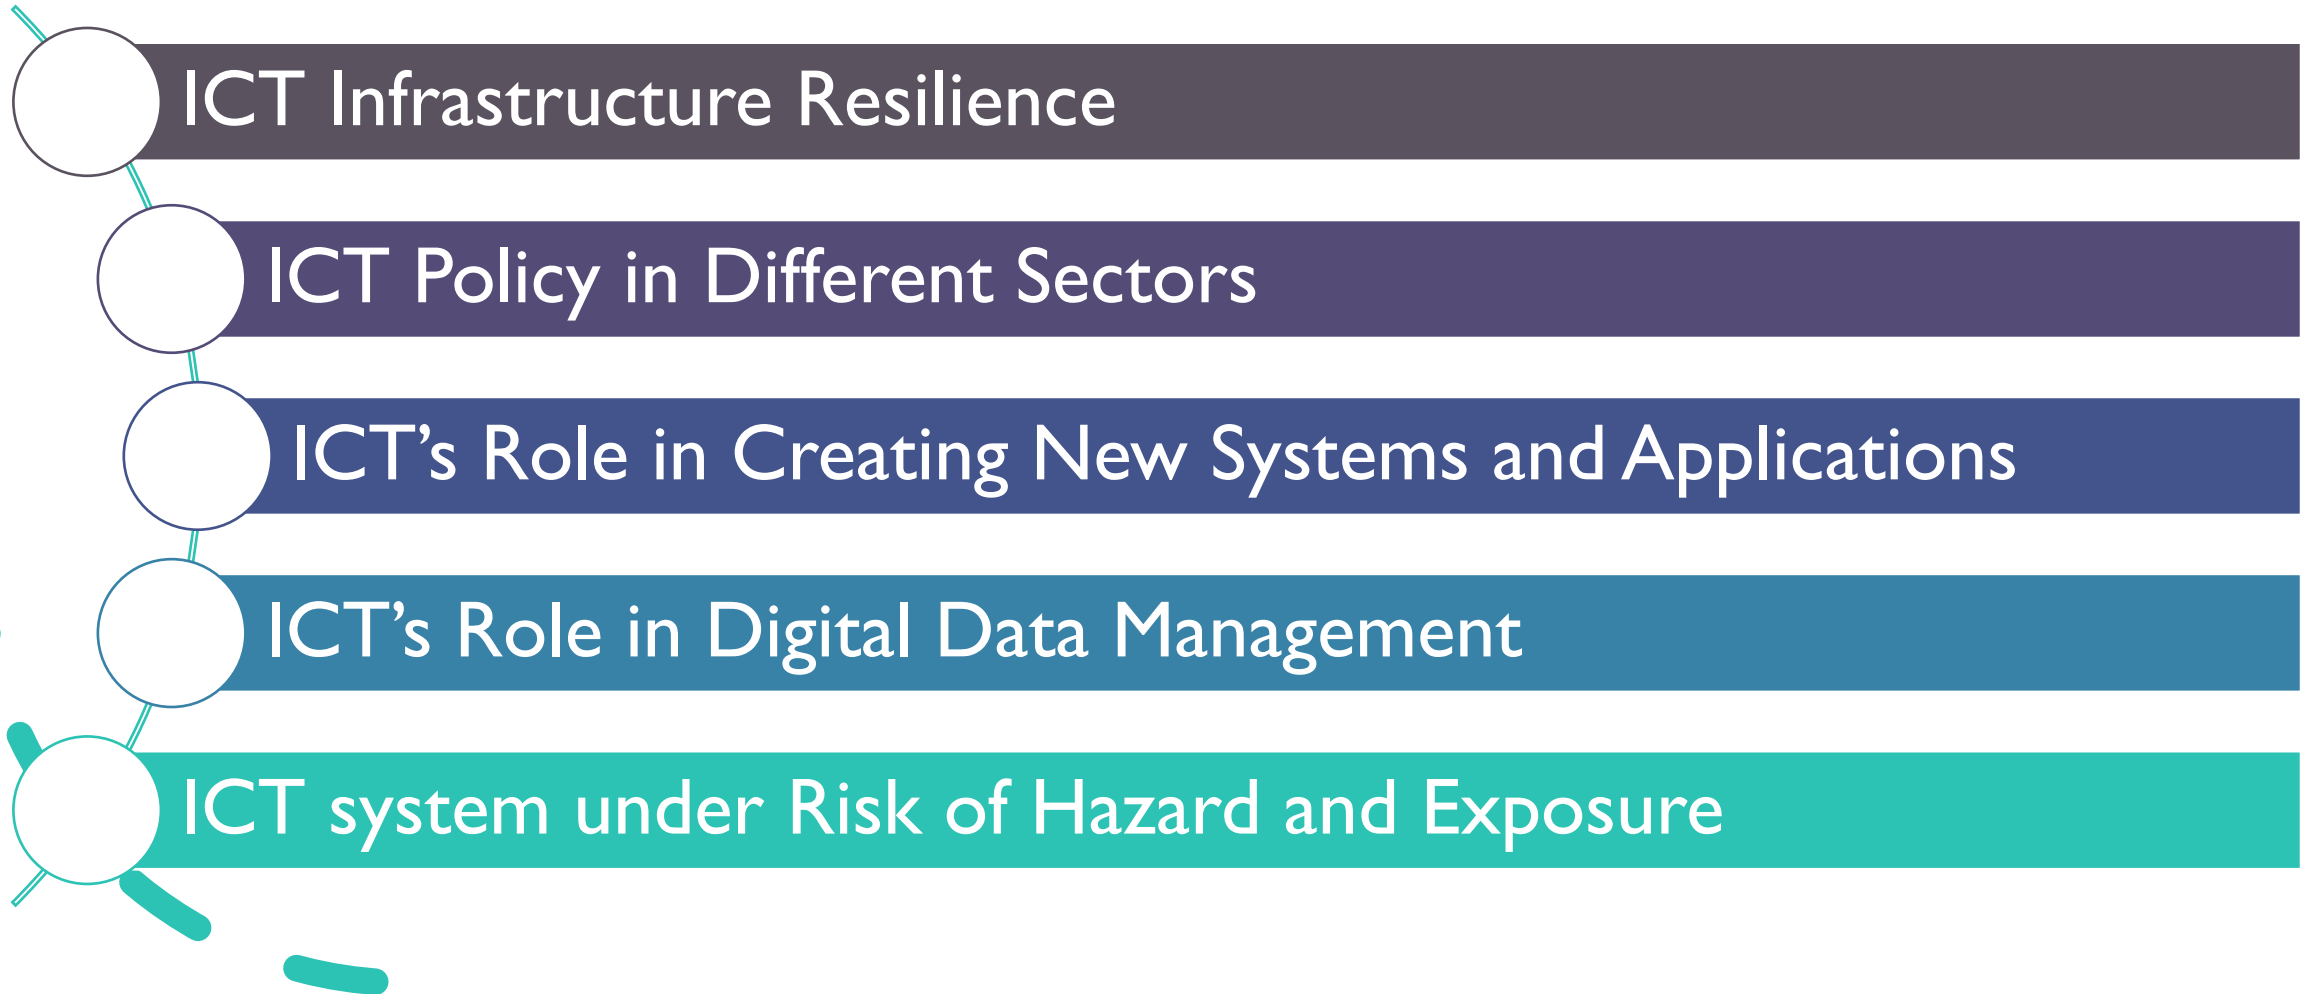 ICT Infrastructure Resilience
ICT Policy in Different Sectors
ICT’s Role in Creating New Systems and Applications
ICT’s Role in Digital Data Management
ICT system under Risk of Hazard and Exposure